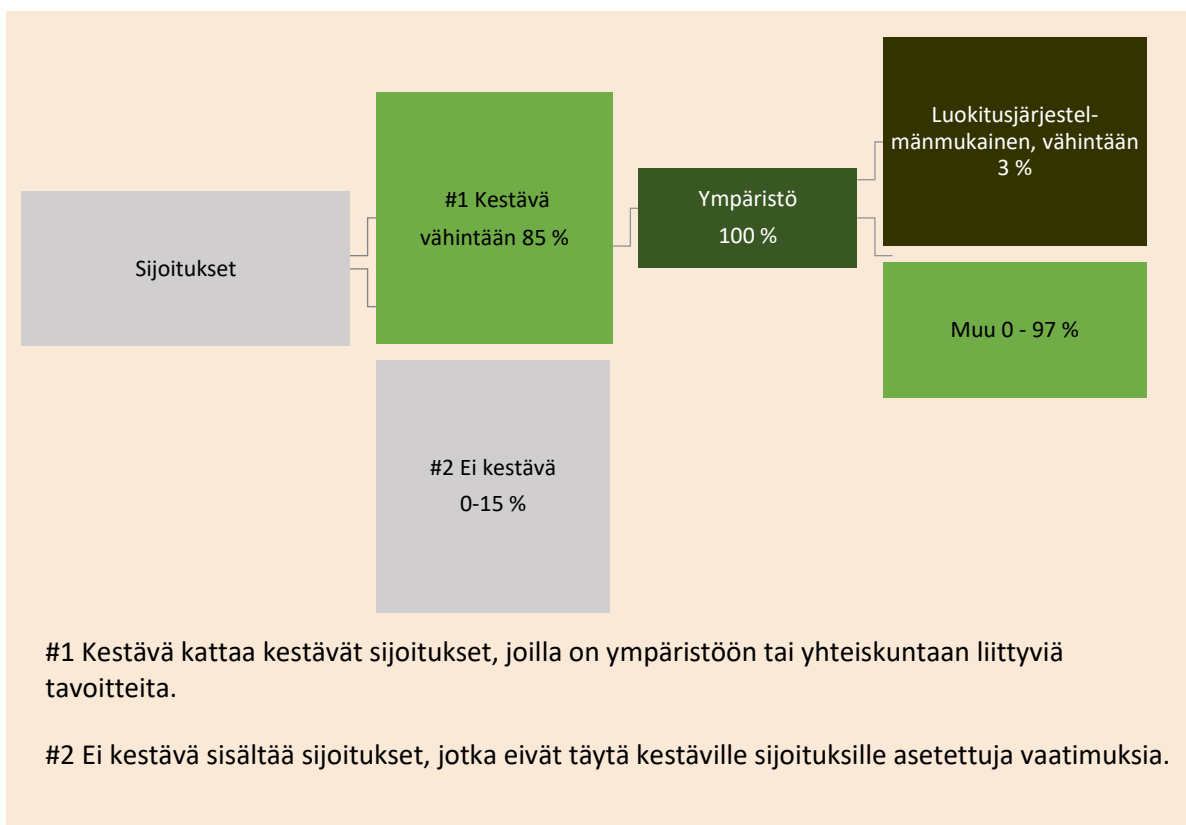 Sijoitukset
#1 Kestävä
vähintään 85 %
#2 Ei kestävä
0-15 %
Ympäristö
100 %
Luokitusjärjestel-
mänmukainen, vähintään
3 %
Muu 0 - 97 %
#1 Kestävä kattaa kestävät sijoitukset, joilla on ympäristöön tai yhteiskuntaan liittyviä
tavoitteita.
#2 Ei kestävä sisältää sijoitukset, jotka eivät täytä kestäville sijoituksille asetettuja vaatimuksia.